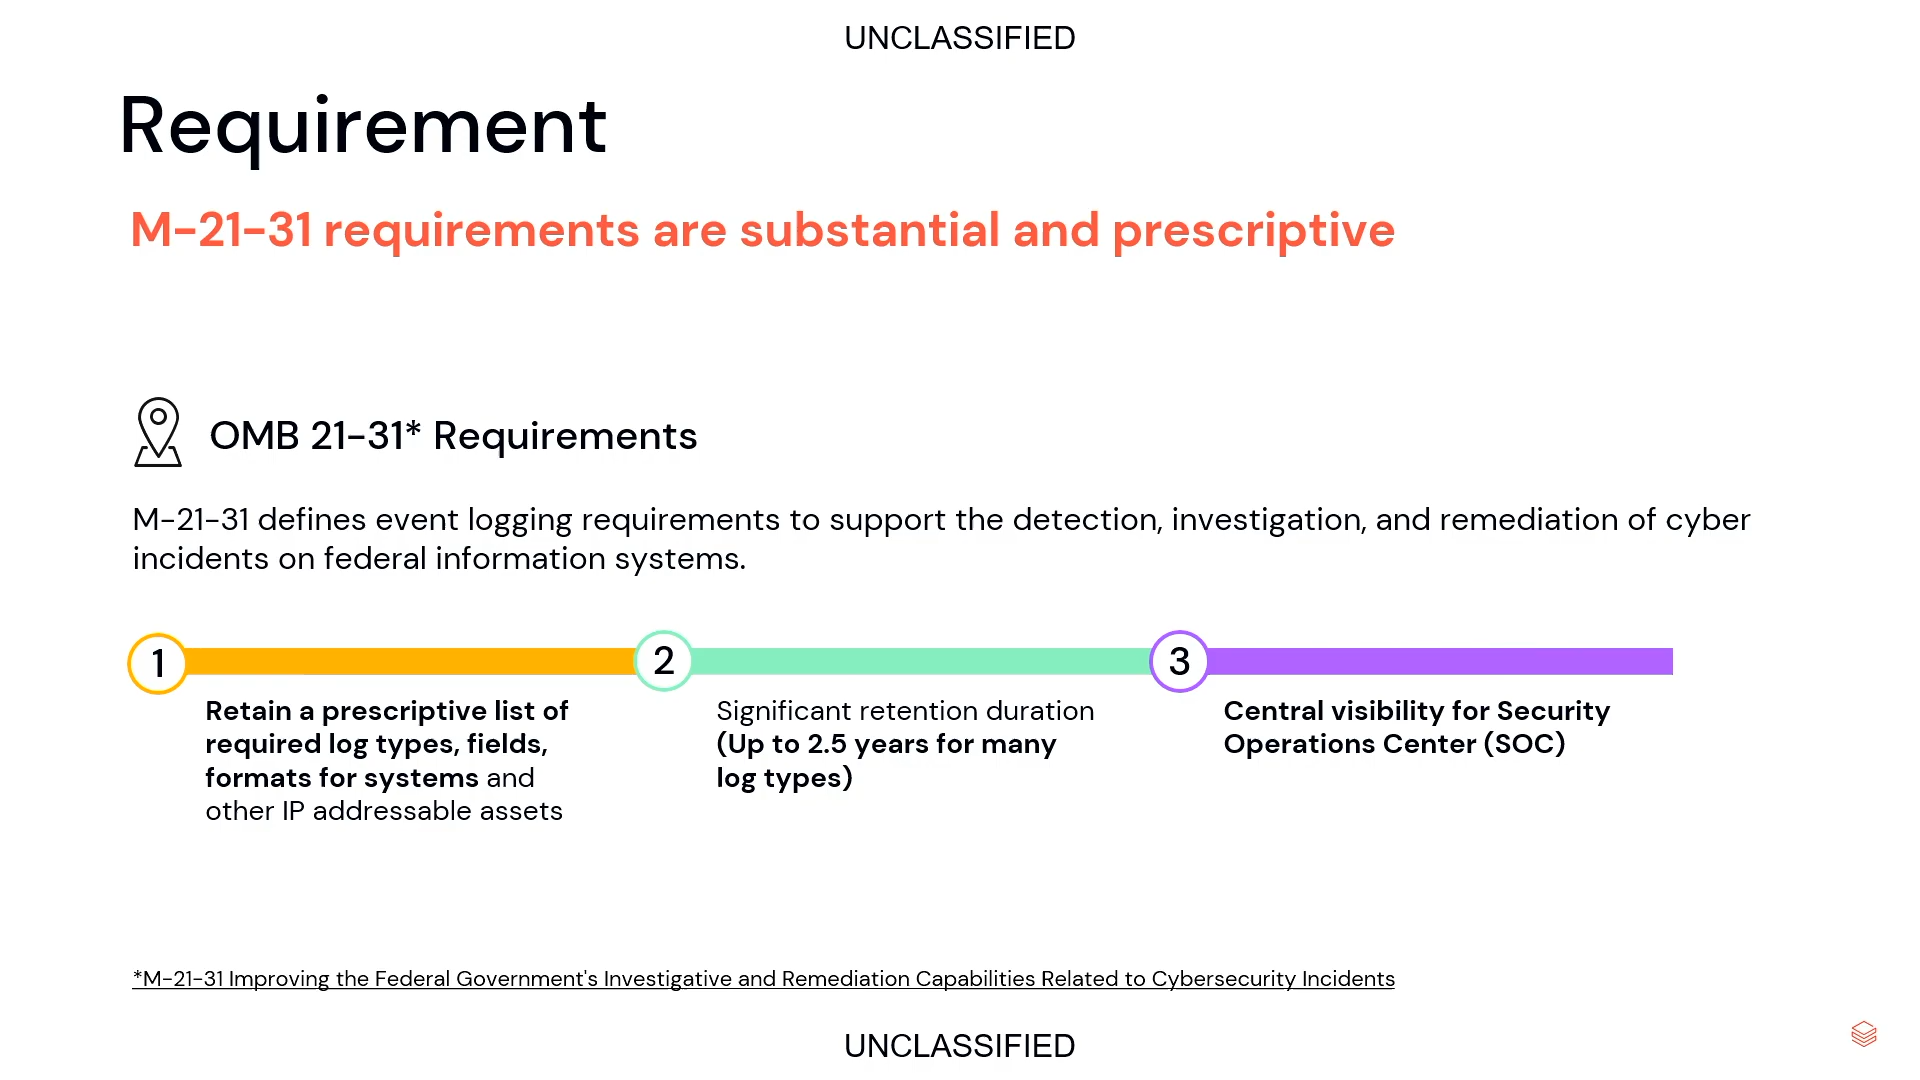 UNCLASSIFIED
Requirement
M-21-31 requirements are substantial and prescriptive
OMB 21-31* Requirements
M-21-31 defines event logging requirements to support the detection, investigation, and remediation of cyber
incidents on federal information systems.
1
Retain a prescriptive list of
required log types, fields,
formats for systems and
other IP addressable assets
2
Significant retention duration
(Up to 2.5 years for many
log types)
3
Central visibility for Security
Operations Center (SOC)
*M-21-31 Improving the Federal Government's Investigative and Remediation Capabilities Related to Cybersecurity Incidents
UNCLASSIFIED